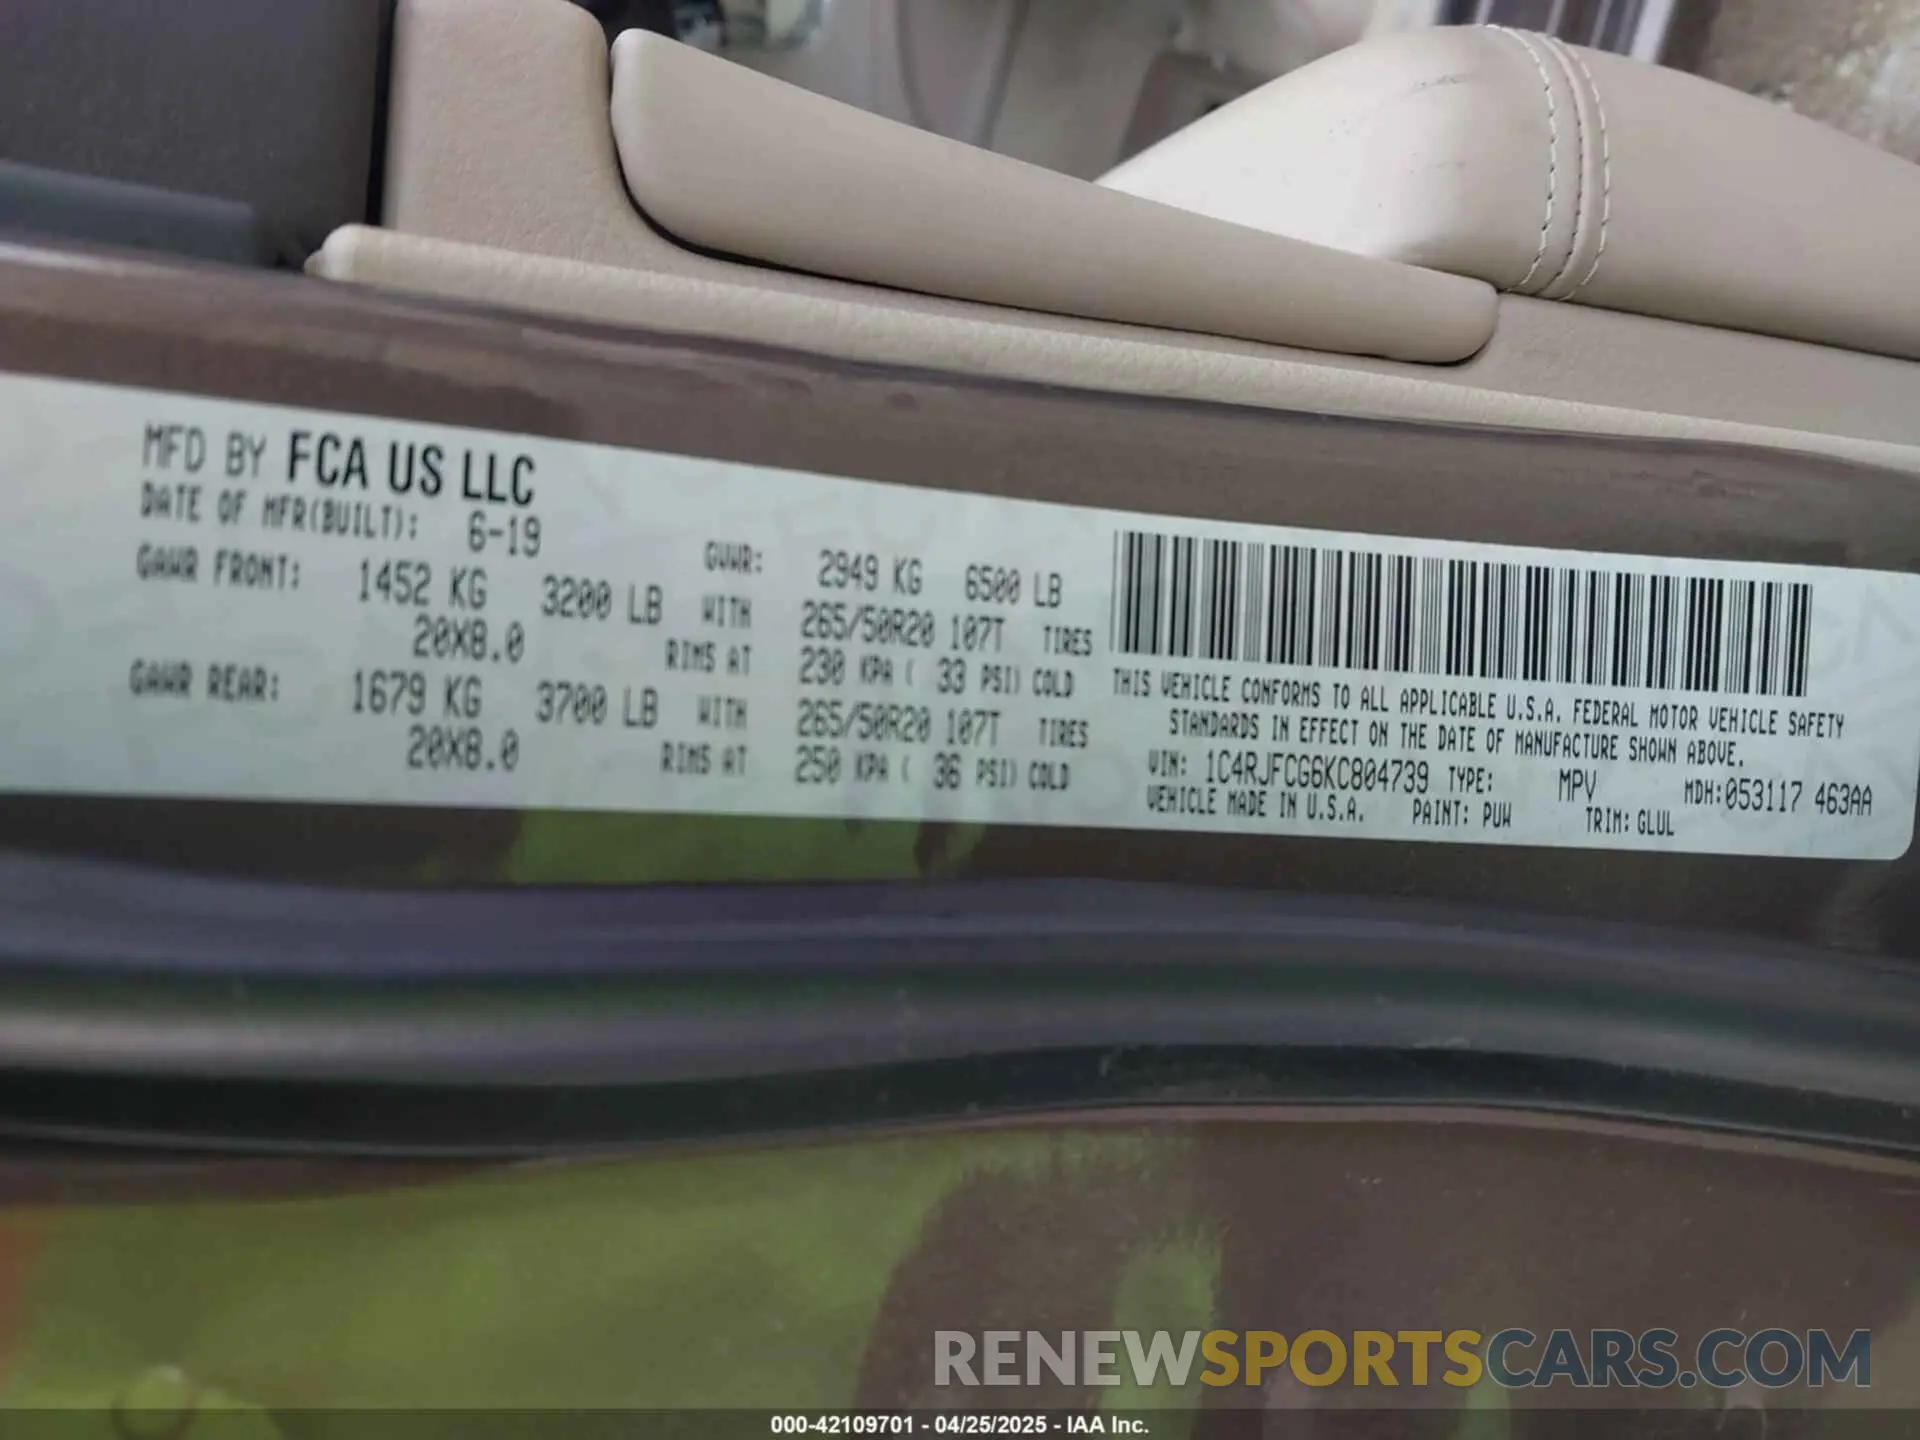 MFD BY FCA US LLC
DATE OF MFR(BUILT): 6-19
GVWR: 2949 KG 6500 LB
GAWR FRONT: 1452 KG 3200 LB WITH 265/50R20 107T TIRES
20X8.0 RIMS AT 230 KPA ( 33 PSI) COLD
GAWR REAR: 1679 KG 3700 LB WITH 265/50R20 107T TIRES
20X8.0 RIMS AT 250 KPA ( 36 PSI) COLD
THIS VEHICLE CONFORMS TO ALL APPLICABLE U.S.A. FEDERAL MOTOR VEHICLE SAFETY
STANDARDS IN EFFECT ON THE DATE OF MANUFACTURE SHOWN ABOVE.
VIN: 1C4RJFCG6KC804739 TYPE: MPV MDH:053117 463AA
VEHICLE MADE IN U.S.A. PAINT: PUW TRIM: GLUL
RENEWSPORTSCARS.COM
000-42109701 - 04/25/2025 - IAA Inc.